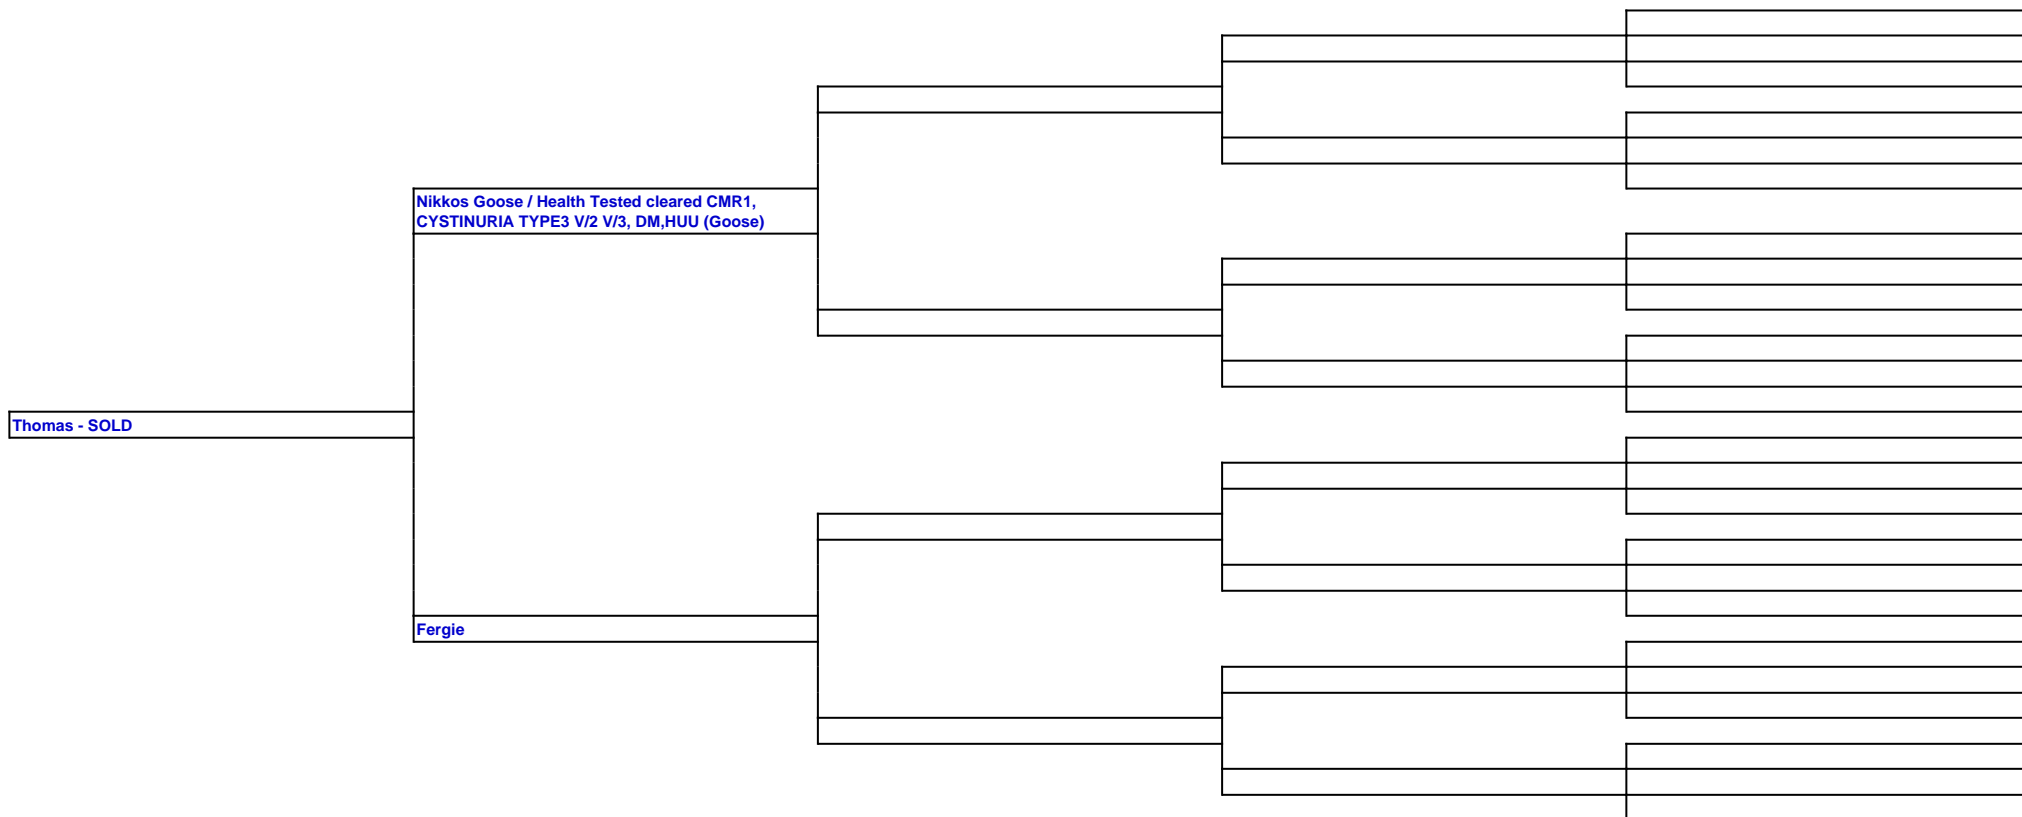 Nikkos Goose / Health Tested cleared CMR1,
CYSTINURIA TYPE3 V/2 V/3, DM,HUU (Goose)
Thomas - SOLD
Fergie